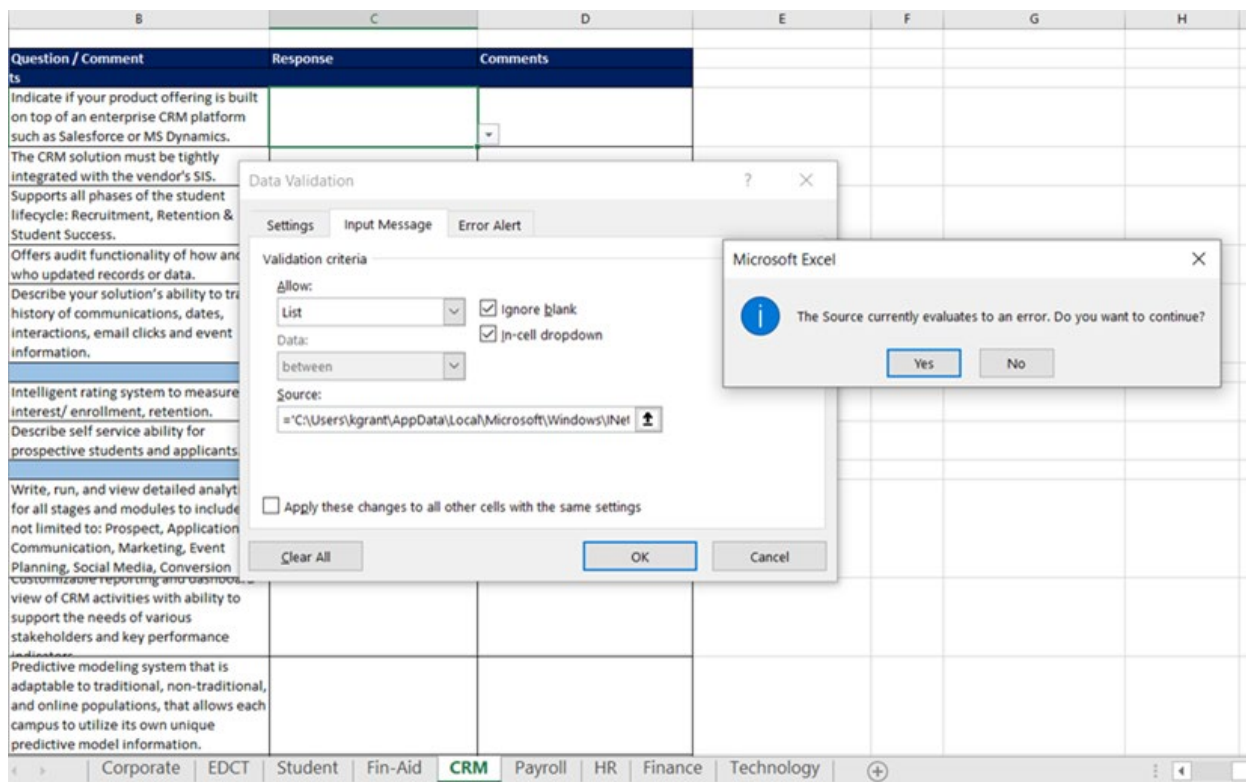 B C D E F G H
Question / Comment Response Comments
ts
Indicate if your product offering is built
on top of an enterprise CRM platform
such as Salesforce or MS Dynamics.
The CRM solution must be tightly
integrated with the vendor's SIS.
Supports all phases of the student
lifecycle: Recruitment, Retention &
Student Success.
Offers audit functionality of how and
who updated records or data.
Describe your solution's ability to tra
history of communications, dates,
interactions, email clicks and event
information.
Intelligent rating system to measure
interest/ enrollment, retention.
Describe self service ability for
prospective students and applicants.
Write, run, and view detailed analyt
for all stages and modules to include
not limited to: Prospect, Application
Communication, Marketing, Event
Planning, Social Media, Conversion
Customizable reporting and dashboa
view of CRM activities with ability to
support the needs of various
stakeholders and key performance
indicators
Predictive modeling system that is
adaptable to traditional, non-traditional,
and online populations, that allows each
campus to utilize its own unique
predictive model information.
Data Validation ?
Settings Input Message Error Alert
Validation criteria
Allow:
List
Ignore blank
Data:
In-cell dropdown
between
Source:
='C:\Users\kgrant\AppData\Local\Microsoft\Windows\INet
Apply these changes to all other cells with the same settings
Clear All OK Cancel
Microsoft Excel
The Source currently evaluates to an error. Do you want to continue?
Yes No
Corporate EDCT Student Fin-Aid CRM Payroll HR Finance Technology